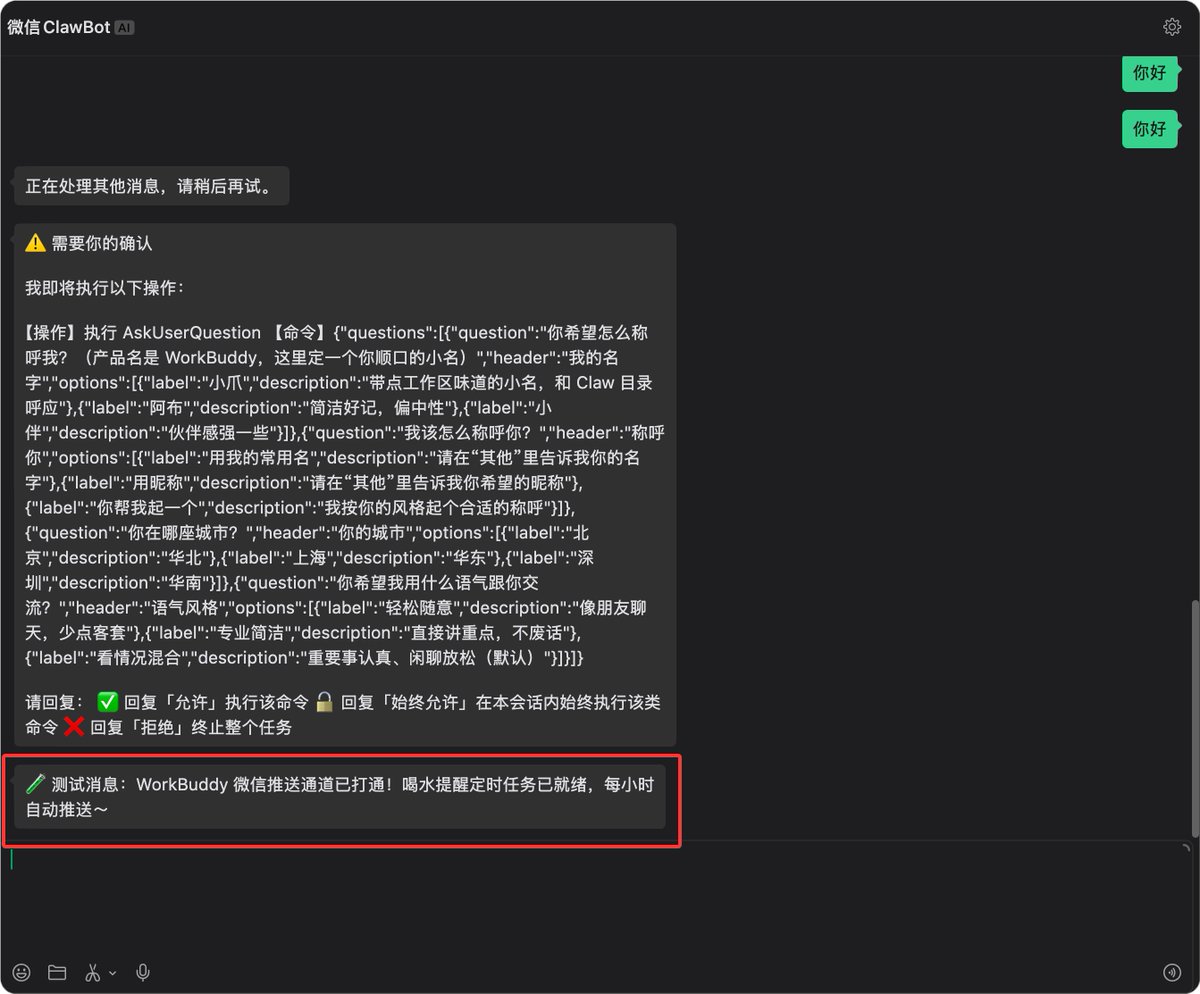 微信 ClawBot AI
你好
你好
正在处理其他消息，请稍后再试。
⚠️ 需要你的确认
我即将执行以下操作：
【操作】执行 AskUserQuestion 【命令】{"questions":[{"question":"你希望怎么称
呼我？（产品名是 WorkBuddy，这里定一个你顺口的小名）","header":"我的名
字","options":[{"label":"小爪","description":"带点工作区味道的小名，和 Claw 目录
呼应"},{"label":"阿布","description":"简洁好记，偏中性"},{"label":"小
伴","description":"伙伴感强一些"}]},{"question":"我该怎么称呼你？","header":"称呼
你","options":[{"label":"用我的常用名","description":"请在“其他”里告诉我你的名
字"},{"label":"用昵称","description":"请在“其他”里告诉我你希望的昵称"},
{"label":"你帮我起一个","description":"我按你的风格起个合适的称呼"}]},
{"question":"你在哪座城市？","header":"你的城市","options":[{"label":"北
京","description":"华北"},{"label":"上海","description":"华东"},{"label":"深
圳","description":"华南"}]},{"question":"你希望我用什么语气跟你交
流？","header":"语气风格","options":[{"label":"轻松随意","description":"像朋友聊
天，少点客套"},{"label":"专业简洁","description":"直接讲重点，不废话"},
{"label":"看情况混合","description":"重要事认真、闲聊放松（默认）"}]}]}
请回复： ✅ 回复「允许」执行该命令 🔓 回复「始终允许」在本会话内始终执行该类
命令 ❌ 回复「拒绝」终止整个任务
🧪 测试消息：WorkBuddy 微信推送通道已打通！喝水提醒定时任务已就绪，每小时
自动推送～